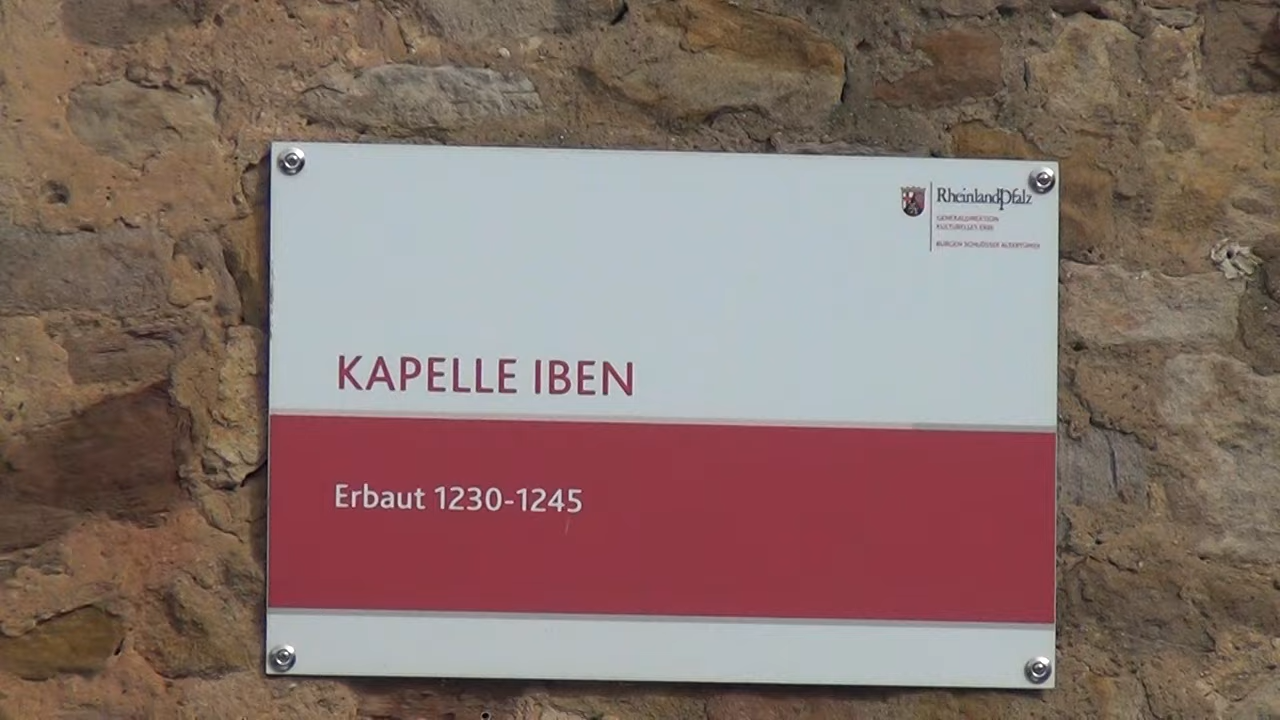 RheinlandPfalz
GENERALDIREKTION
KULTURELLES ERBE
BURGEN SCHLÖSSER ALTERTÜMER
KAPELLE IBEN
Erbaut 1230-1245